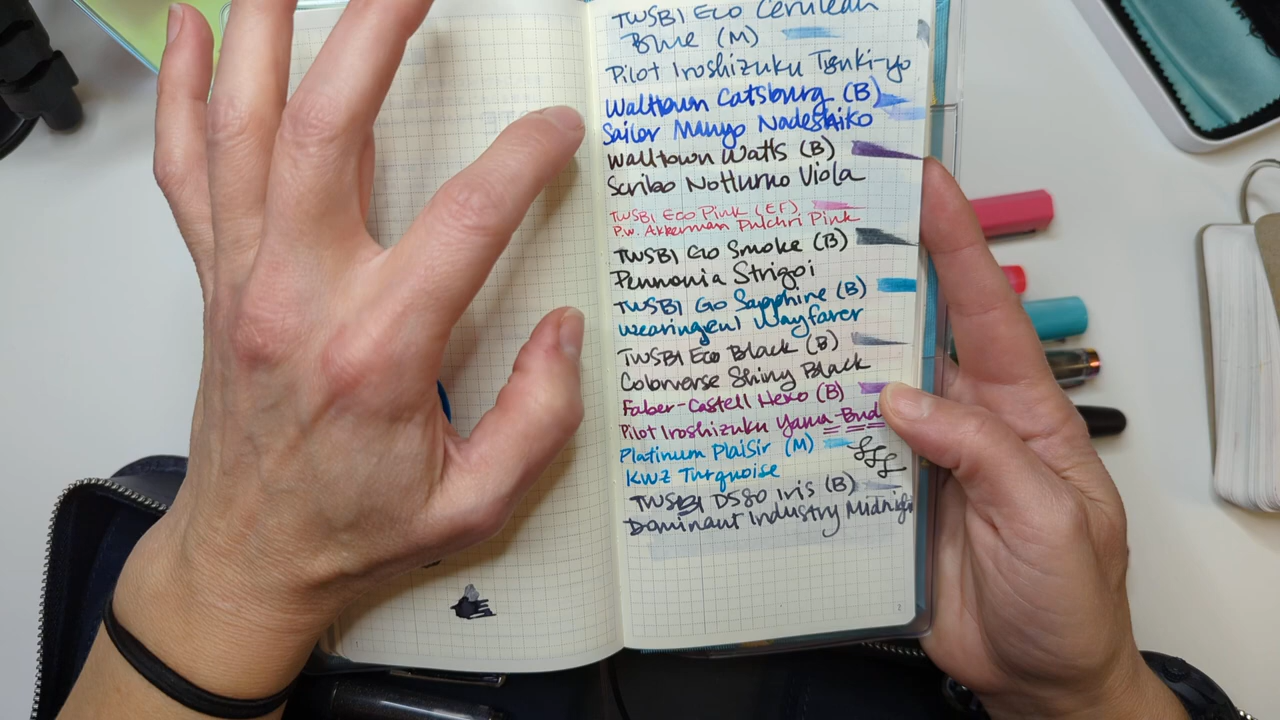 TWSBI Eco Cerulean
Blue (M)
Pilot Iroshizuku Tsuki-yo
Walltown Catsburg (B)
Sailor Manyo Nadeshiko
Walltown Watts (B)
Scribo Notturno Viola
TWSBI Eco Pink (EF)
P.W. Akkerman Pulchri Pink
TWSBI Go Smoke (B)
Pennonia Strigoi
TWSBI Go Sapphire (B)
Wearingeul Wayfarer
TWSBI Eco Black (B)
Colorverse Shiny Black
Faber-Castell Hexo (B)
Pilot Iroshizuku Yama-Bud
Platinum Plaisir (M)
KWZ Turquoise
TWSBI DS80 Iris (B)
Dominant Industry Midnigh